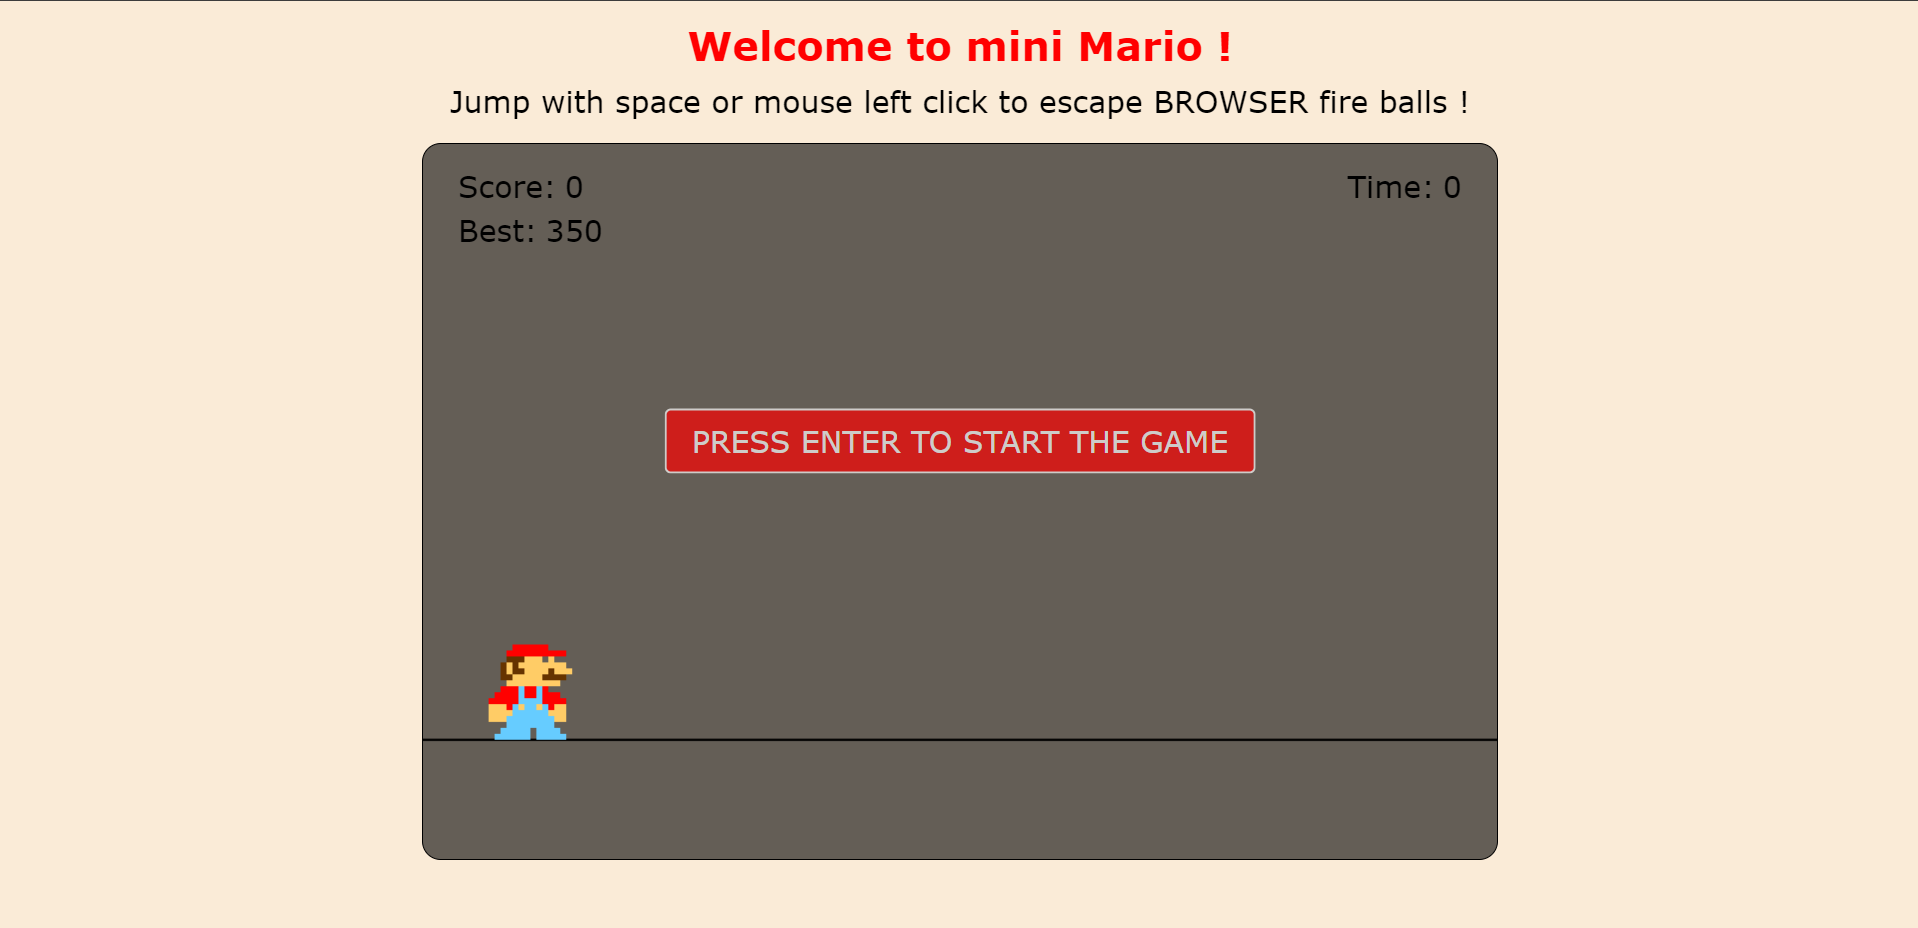 Welcome to mini Mario !
Jump with space or mouse left click to escape BROWSER fire balls !
Score: 0
Time: 0
Best: 350
PRESS ENTER TO START THE GAME